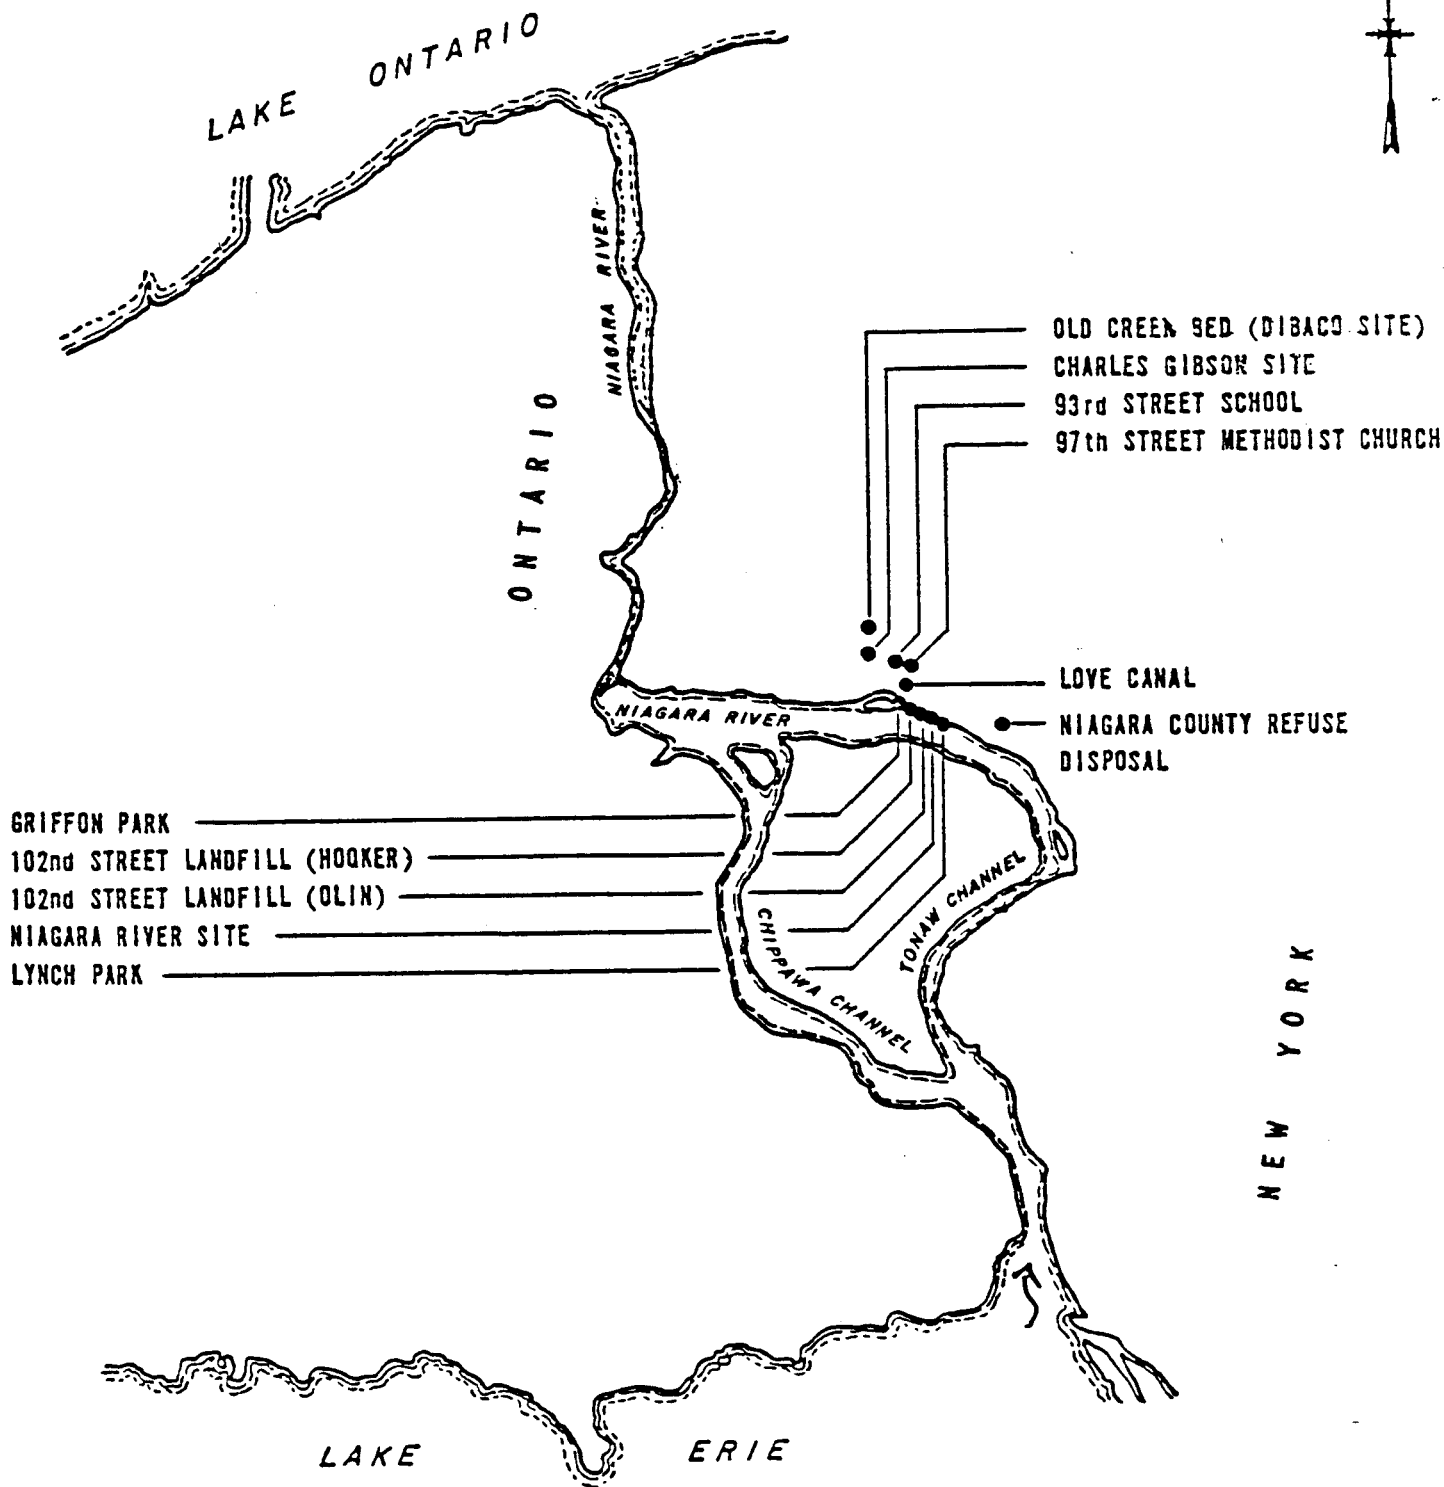 LAKE ONTARIO
NIAGARA RIVER
ONTARIO
OLD CREEK BED (DIBACO SITE)
CHARLES GIBSON SITE
93rd STREET SCHOOL
97th STREET METHODIST CHURCH
LOVE CANAL
NIAGARA COUNTY REFUSE
DISPOSAL
NIAGARA RIVER
GRIFFON PARK
102nd STREET LANDFILL (HOOKER)
102nd STREET LANDFILL (OLIN)
NIAGARA RIVER SITE
LYNCH PARK
CHIPPAWA CHANNEL
TONAW CHANNEL
NEW YORK
LAKE ERIE